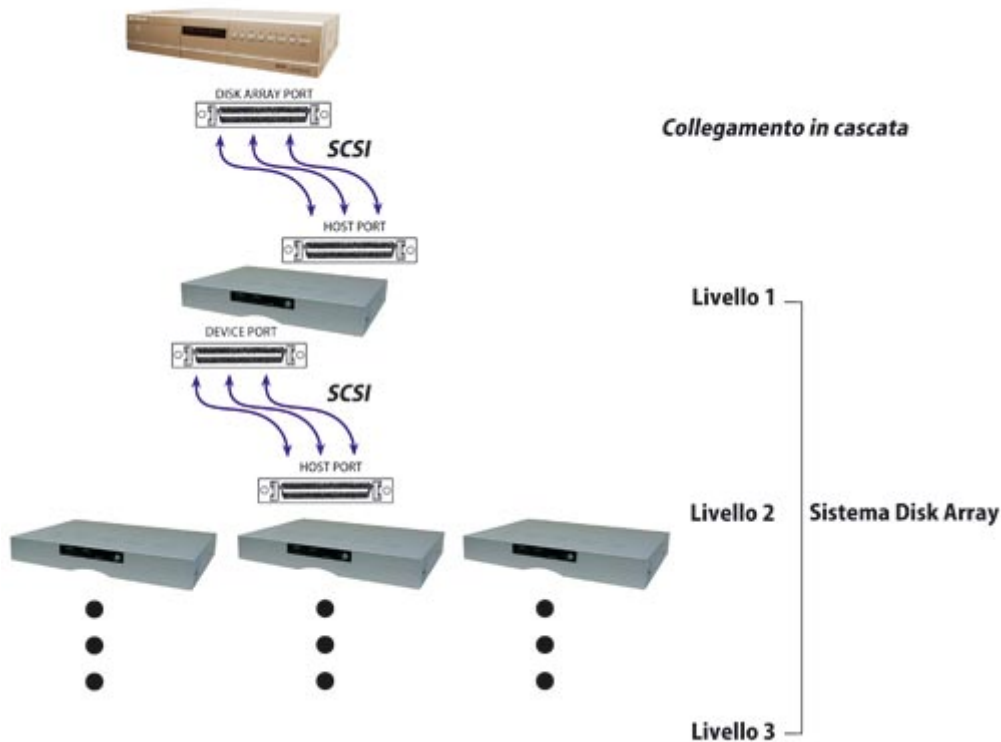 DISK ARRAY PORT
Collegamento in cascata
SCSI
HOST PORT
Livello 1
DEVICE PORT
SCSI
HOST PORT
Livello 2
Sistema Disk Array
Livello 3